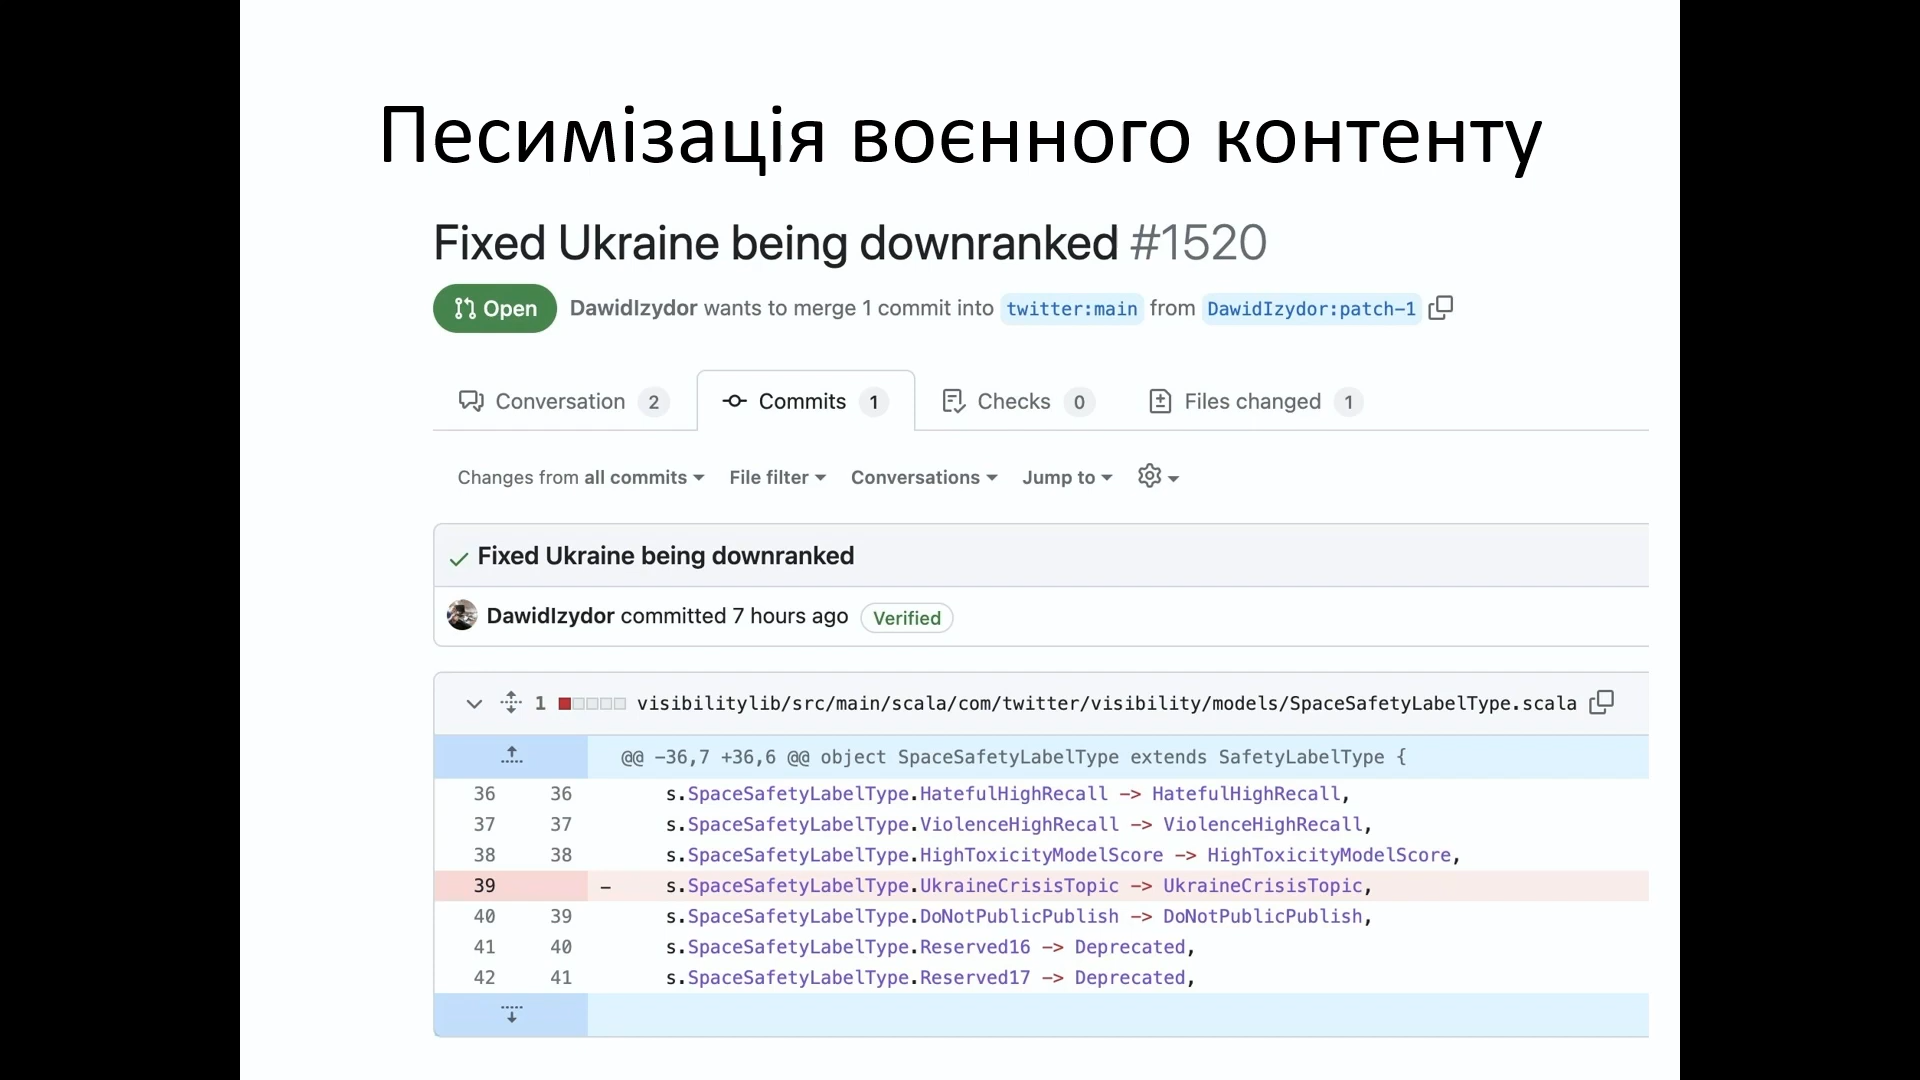 Песимізація воєнного контенту
Fixed Ukraine being downranked #1520
Open DawidIzydor wants to merge 1 commit into twitter:main from DawidIzydor:patch-1
Conversation 2 Commits 1 Checks 0 Files changed 1
Changes from all commits File filter Conversations Jump to
Fixed Ukraine being downranked
DawidIzydor committed 7 hours ago Verified
1 visibilitylib/src/main/scala/com/twitter/visibility/models/SpaceSafetyLabelType.scala
@@ -36,7 +36,6 @@ object SpaceSafetyLabelType extends SafetyLabelType {
36 36 s.SpaceSafetyLabelType.HatefulHighRecall -> HatefulHighRecall,
37 37 s.SpaceSafetyLabelType.ViolenceHighRecall -> ViolenceHighRecall,
38 38 s.SpaceSafetyLabelType.HighToxicityModelScore -> HighToxicityModelScore,
39 - s.SpaceSafetyLabelType.UkraineCrisisTopic -> UkraineCrisisTopic,
40 39 s.SpaceSafetyLabelType.DoNotPublicPublish -> DoNotPublicPublish,
41 40 s.SpaceSafetyLabelType.Reserved16 -> Deprecated,
42 41 s.SpaceSafetyLabelType.Reserved17 -> Deprecated,